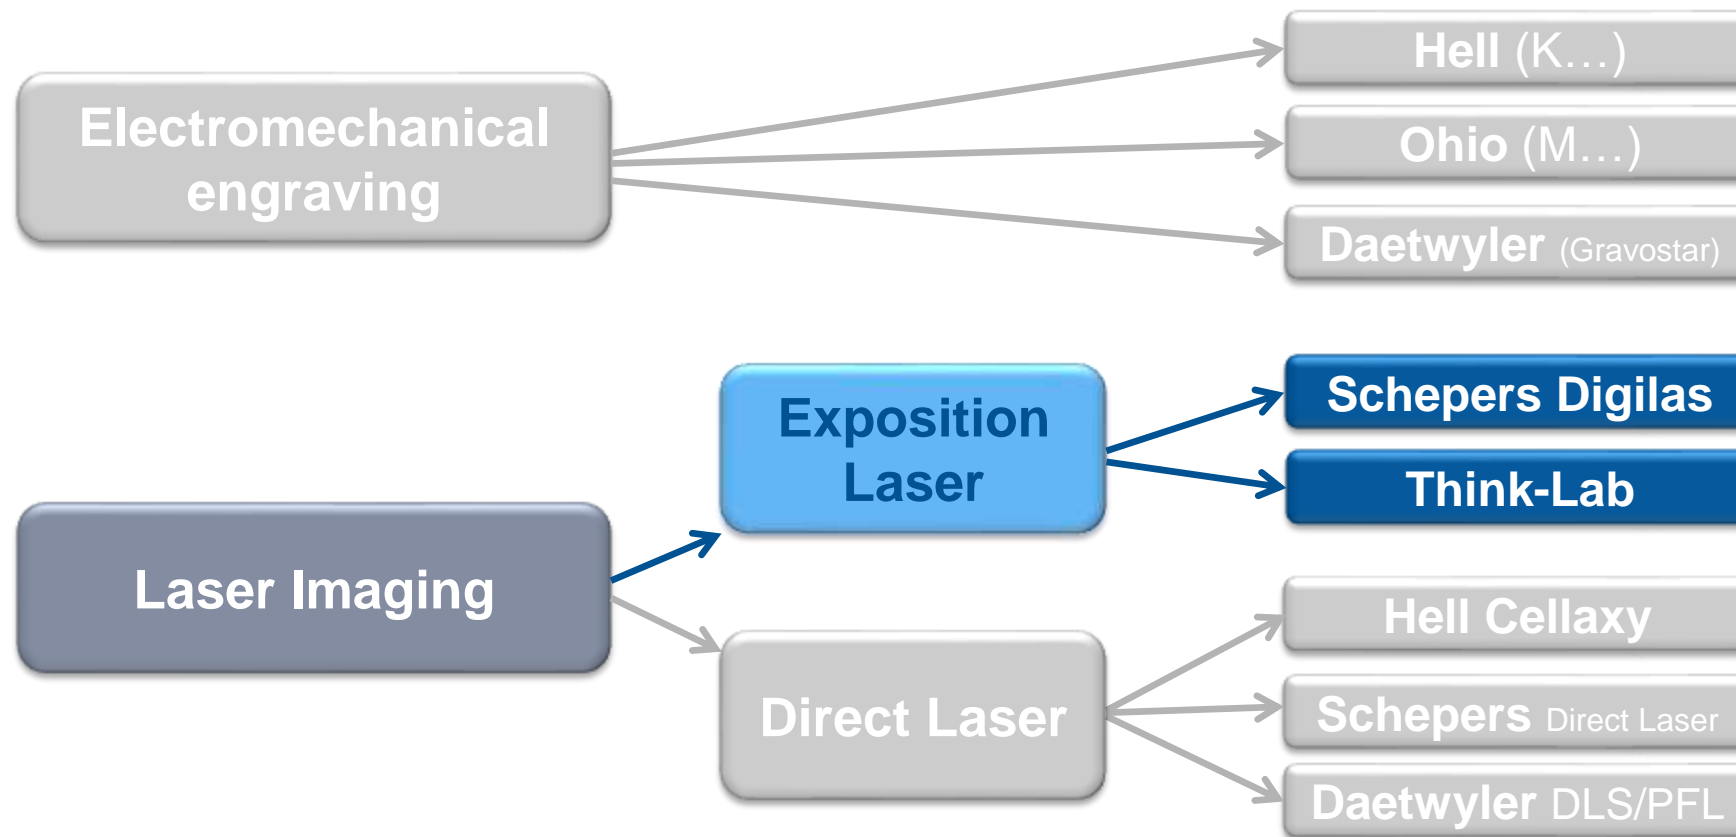 Electromechanical
engraving
Hell (K…)
Ohio (M…)
Daetwyler (Gravostar)
Laser Imaging
Exposition
Laser
Schepers Digilas
Think-Lab
Direct Laser
Hell Cellaxy
Schepers Direct Laser
Daetwyler DLS/PFL